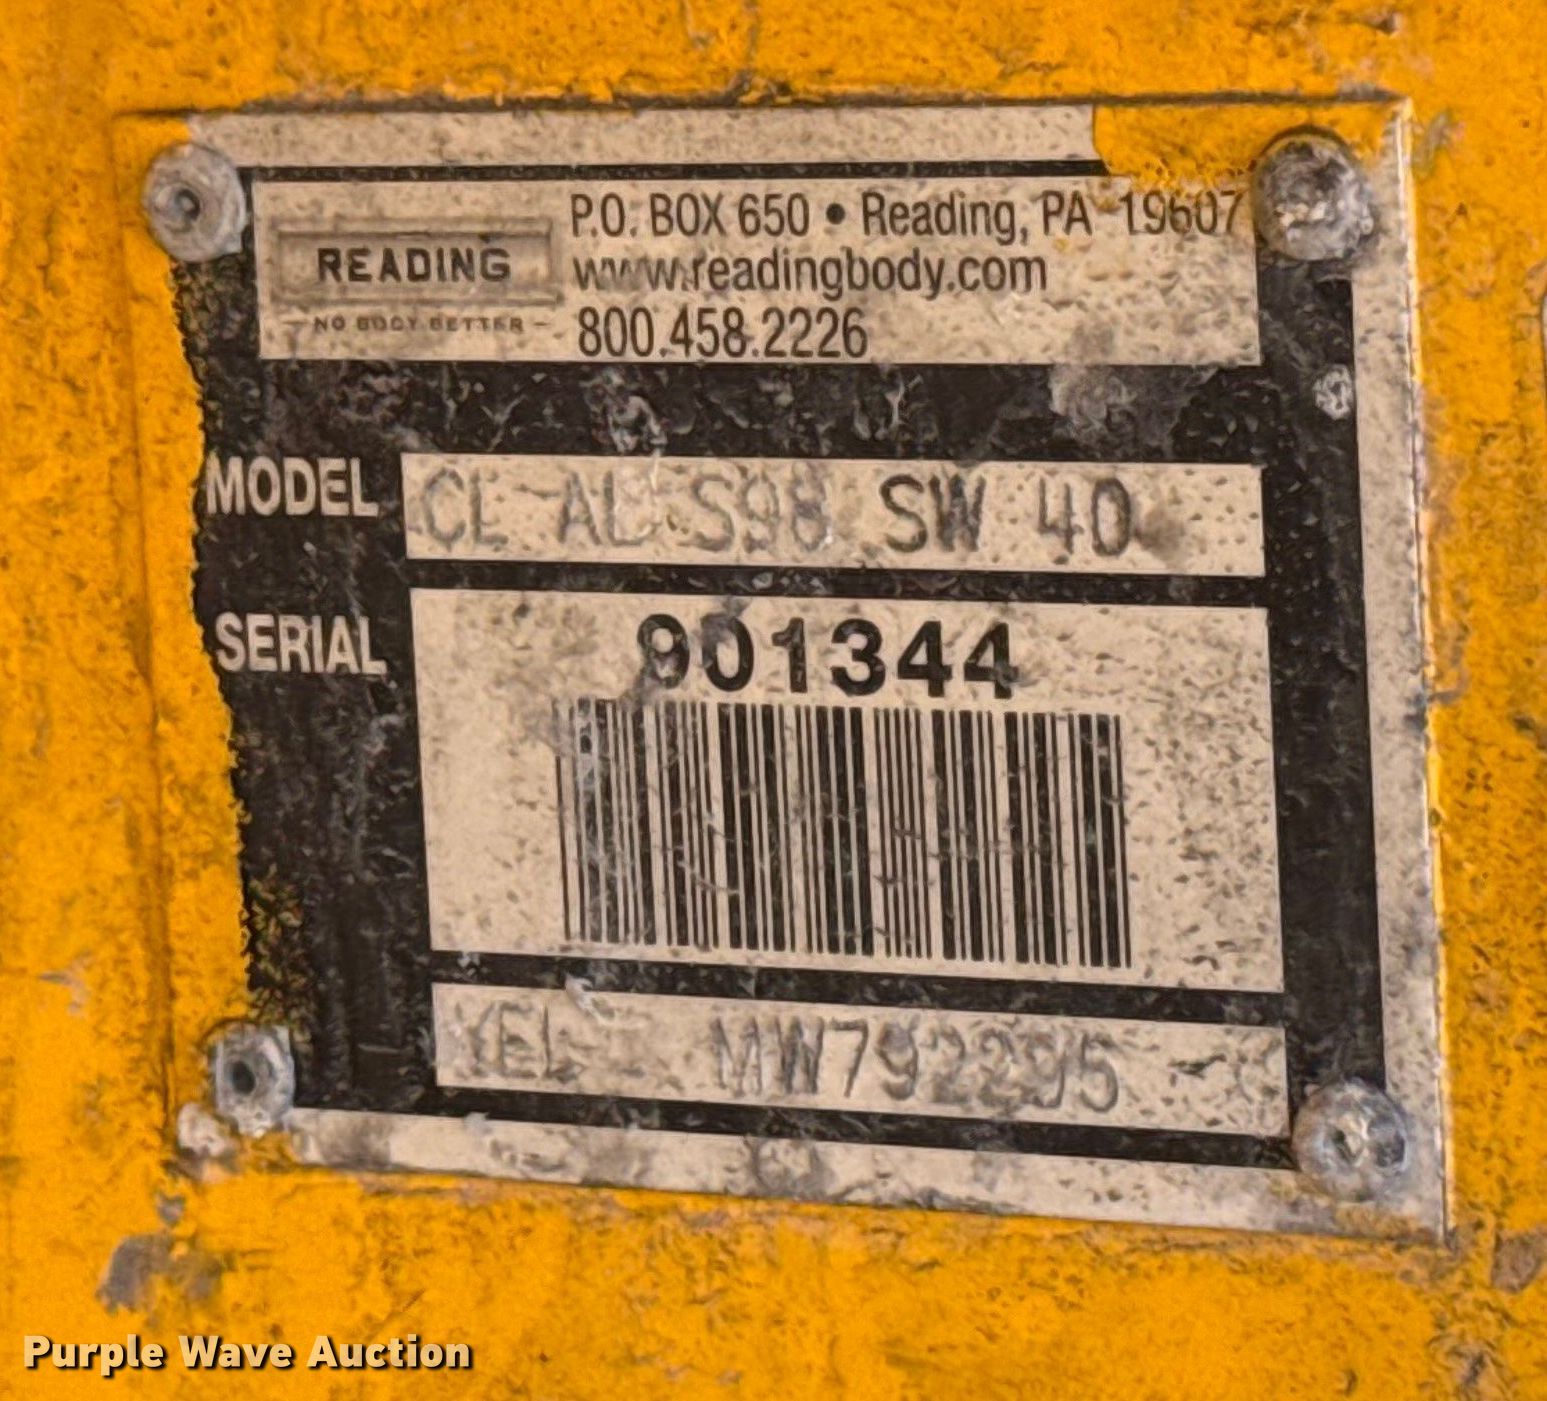 READING
NO BODY BETTER
P.O. BOX 650 • Reading, PA 19607
www.readingbody.com
800.458.2226
MODEL CL AL S98 SW 40
SERIAL 901344
YEL MW792295
Purple Wave Auction